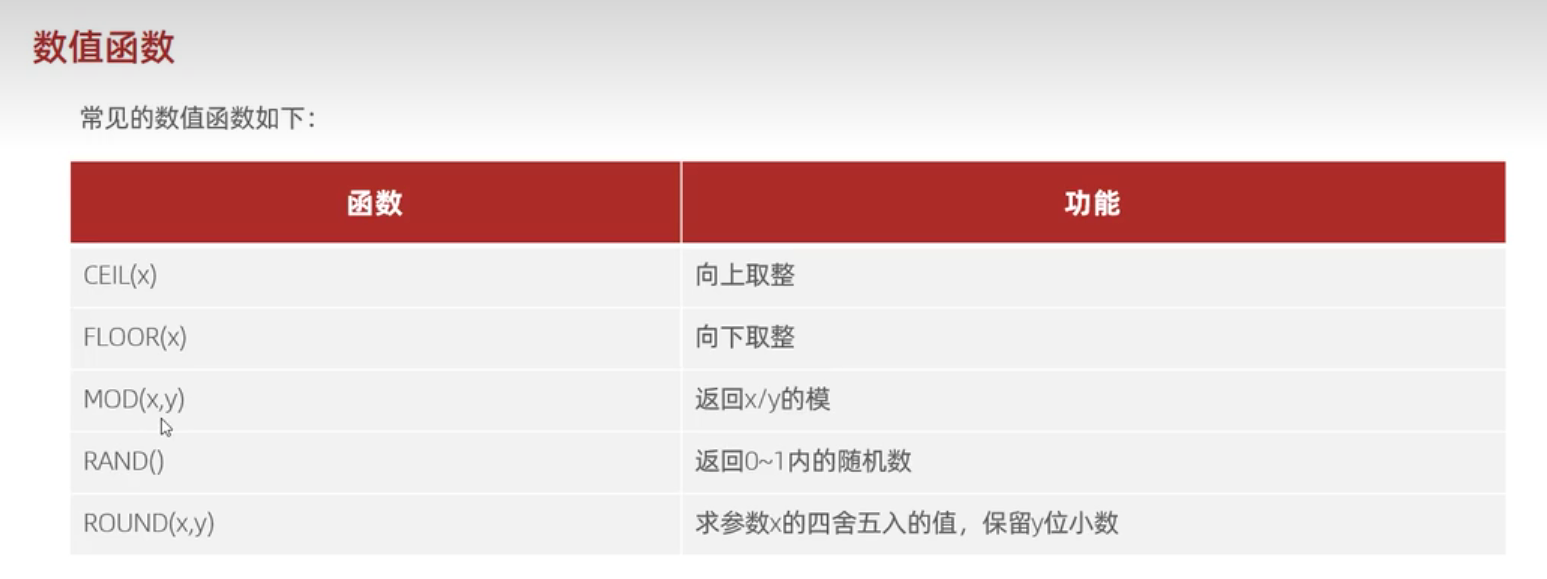 数值函数
常见的数值函数如下：
函数 功能
CEIL(x) 向上取整
FLOOR(x) 向下取整
MOD(x,y) 返回x/y的模
RAND() 返回0~1内的随机数
ROUND(x,y) 求参数x的四舍五入的值，保留y位小数